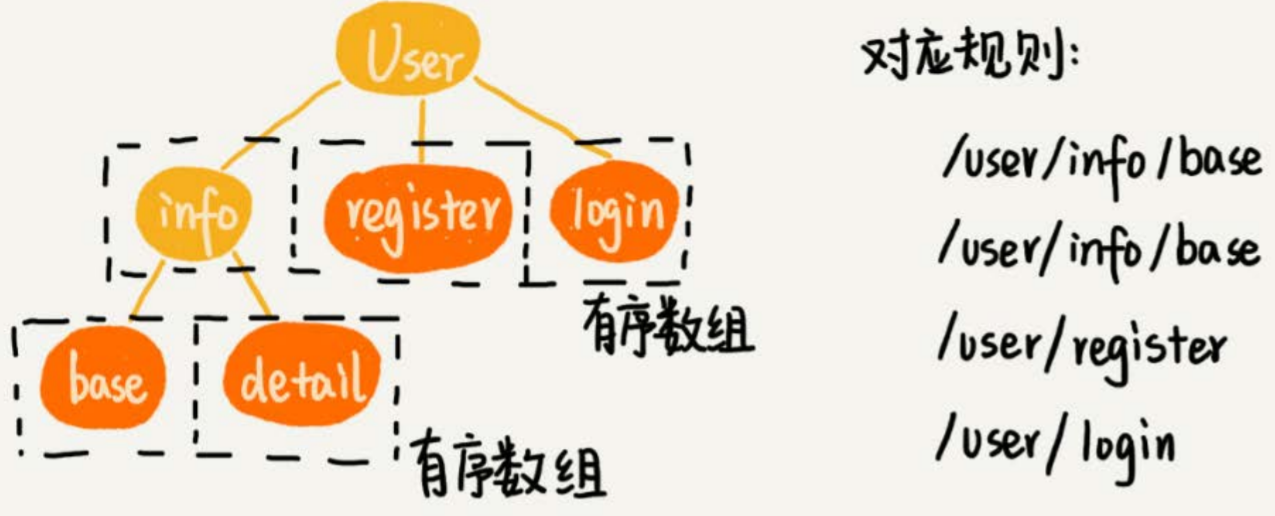 User
对应规则:
info
register
login
/user/info/base
/user/info/base
有序数组
base
detail
/user/register
/user/login
有序数组